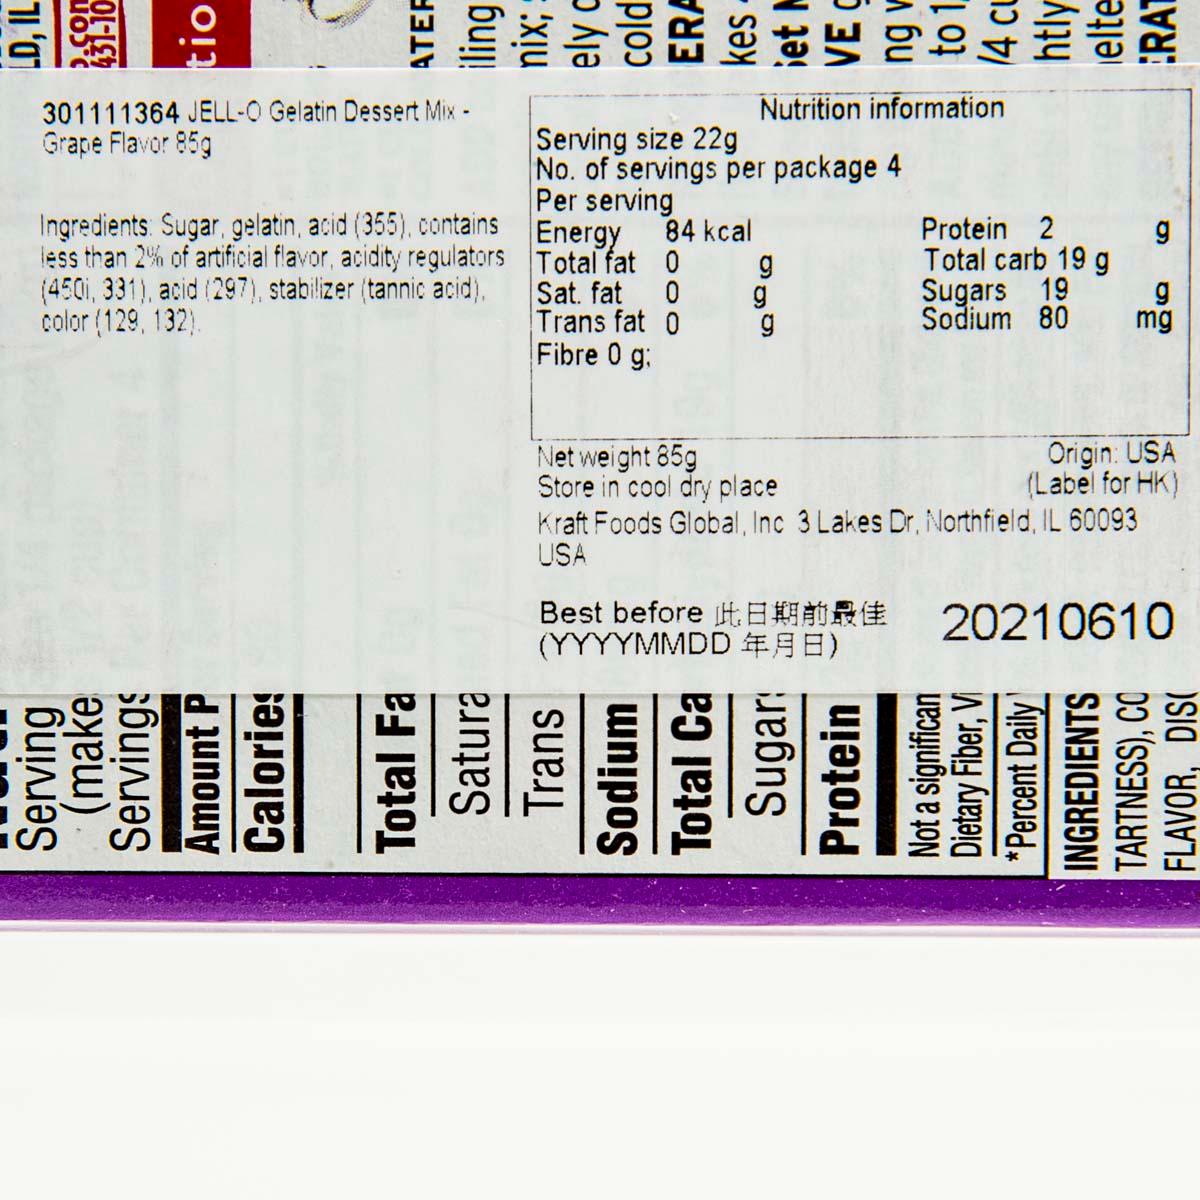 301111364 JELL-O Gelatin Dessert Mix -
Grape Flavor 85g
Ingredients: Sugar, gelatin, acid (355), contains
less than 2% of artificial flavor, acidity regulators
(450i, 331), acid (297), stabilizer (tannic acid),
color (129, 132).
Nutrition information
Serving size 22g
No. of servings per package 4
Per serving
Energy 84 kcal Protein 2 g
Total fat 0 g Total carb 19 g
Sat. fat 0 g Sugars 19 g
Trans fat 0 g Sodium 80 mg
Fibre 0 g;
Net weight 85g Origin: USA
Store in cool dry place (Label for HK)
Kraft Foods Global, Inc 3 Lakes Dr, Northfield, IL 60093
USA
Best before 此日期前最佳 20210610
(YYYYMMDD 年月日)
Serving
(make
Servings
Amount P
Calories
Total Fa
Satura
Trans
Sodium
Total Ca
Sugars
Protein
Not a significan
Dietary Fiber, Vi
*Percent Daily
INGREDIENTS
TARTNESS), CO
FLAVOR, DISO